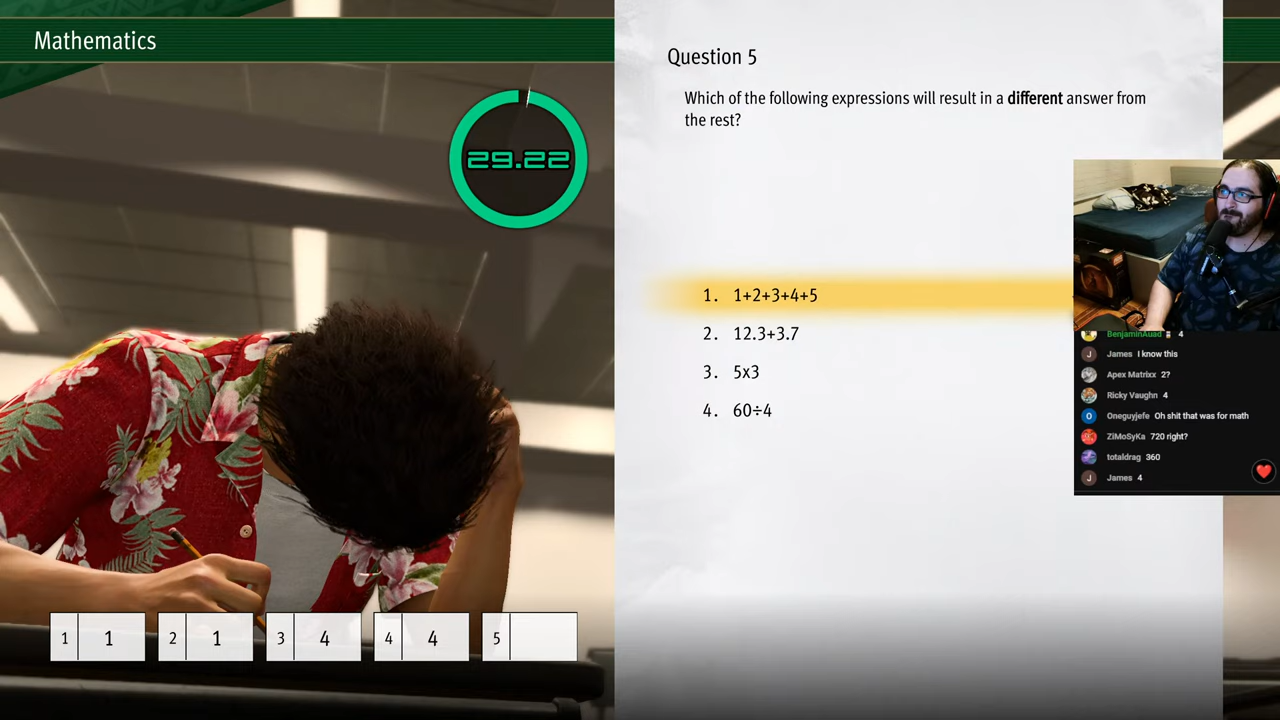 Mathematics
29.22
Question 5
Which of the following expressions will result in a different answer from
the rest?
1. 1+2+3+4+5
2. 12.3+3.7
3. 5x3
4. 60÷4
BenjaminAuad 4
J James I know this
Apex Matrixx 2?
Ricky Vaughn 4
O Oneguyjefe Oh shit that was for math
ZiMoSyKa 720 right?
totaldrag 360
J James 4
1 1 2 1 3 4 4 4 5